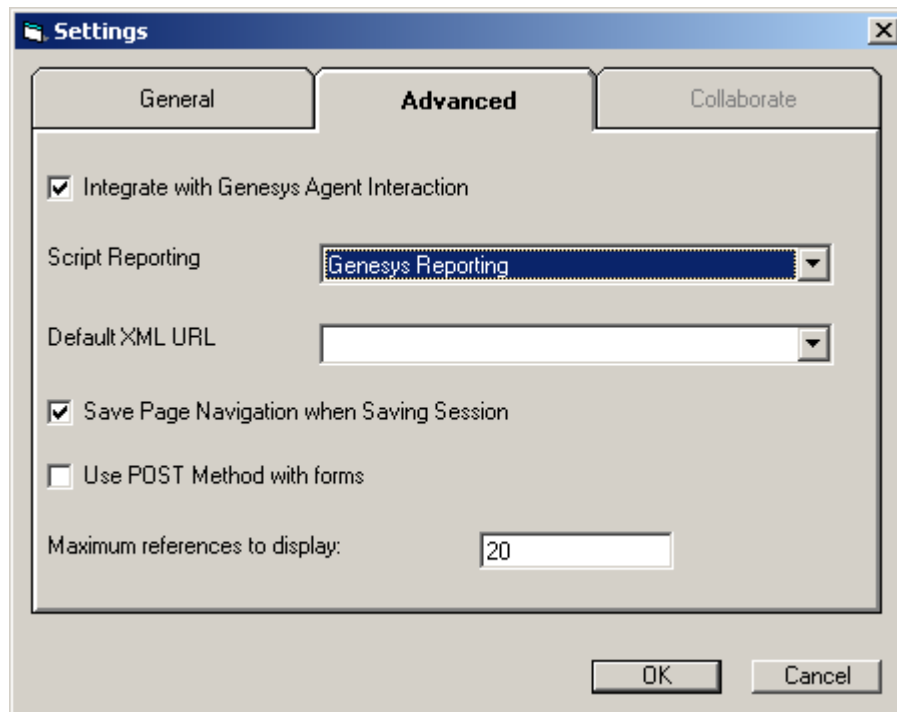 Settings
General Advanced Collaborate
Integrate with Genesys Agent Interaction
Script Reporting Genesys Reporting
Default XML URL
Save Page Navigation when Saving Session
Use POST Method with forms
Maximum references to display: 20
OK Cancel